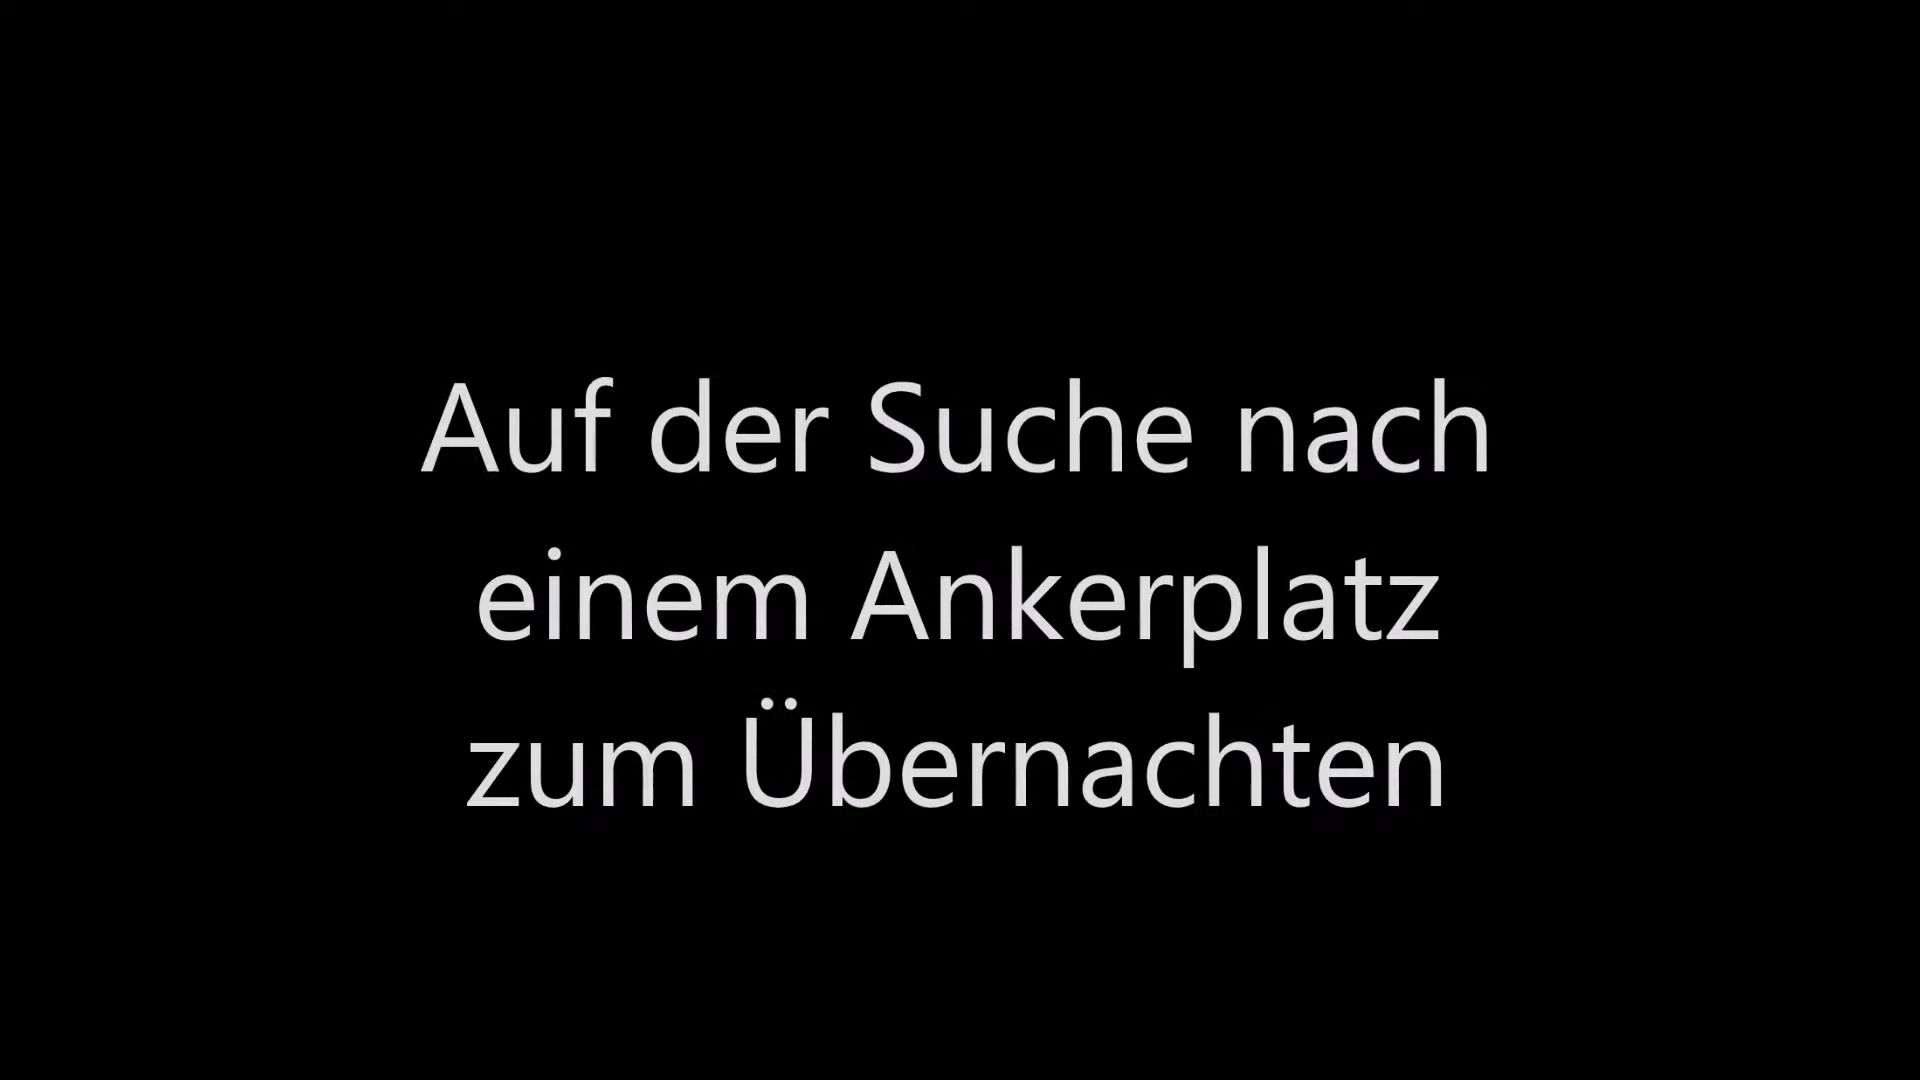 Auf der Suche nach
einem Ankerplatz
zum Übernachten